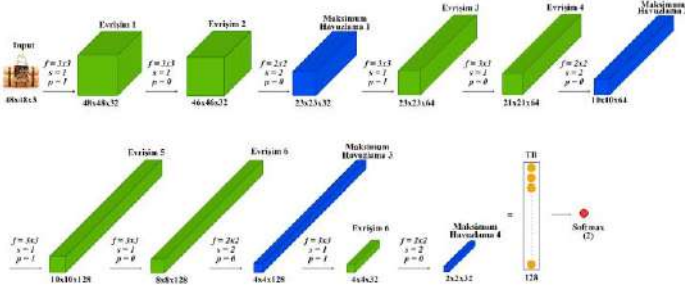 Input
48x48x3
f = 3x3
s = 1
p = 1
Evrişim 1
48x48x32
f = 3x3
s = 1
p = 0
Evrişim 2
46x46x32
f = 2x2
s = 2
p = 0
Maksimum
Havuzlama 1
23x23x32
f = 3x3
s = 1
p = 1
Evrişim 3
23x23x64
f = 3x3
s = 1
p = 0
Evrişim 4
21x21x64
f = 2x2
s = 2
p = 0
Maksimum
Havuzlama
10x10x64
f = 3x3
s = 1
p = 1
Evrişim 5
10x10x128
f = 3x3
s = 1
p = 0
Evrişim 6
8x8x128
f = 2x2
s = 2
p = 0
Maksimum
Havuzlama 3
4x4x128
f = 3x3
s = 1
p = 1
Evrişim 6
4x4x32
f = 2x2
s = 2
p = 0
Maksimum
Havuzlama 4
2x2x32
=
TB
128
Softmax
(2)